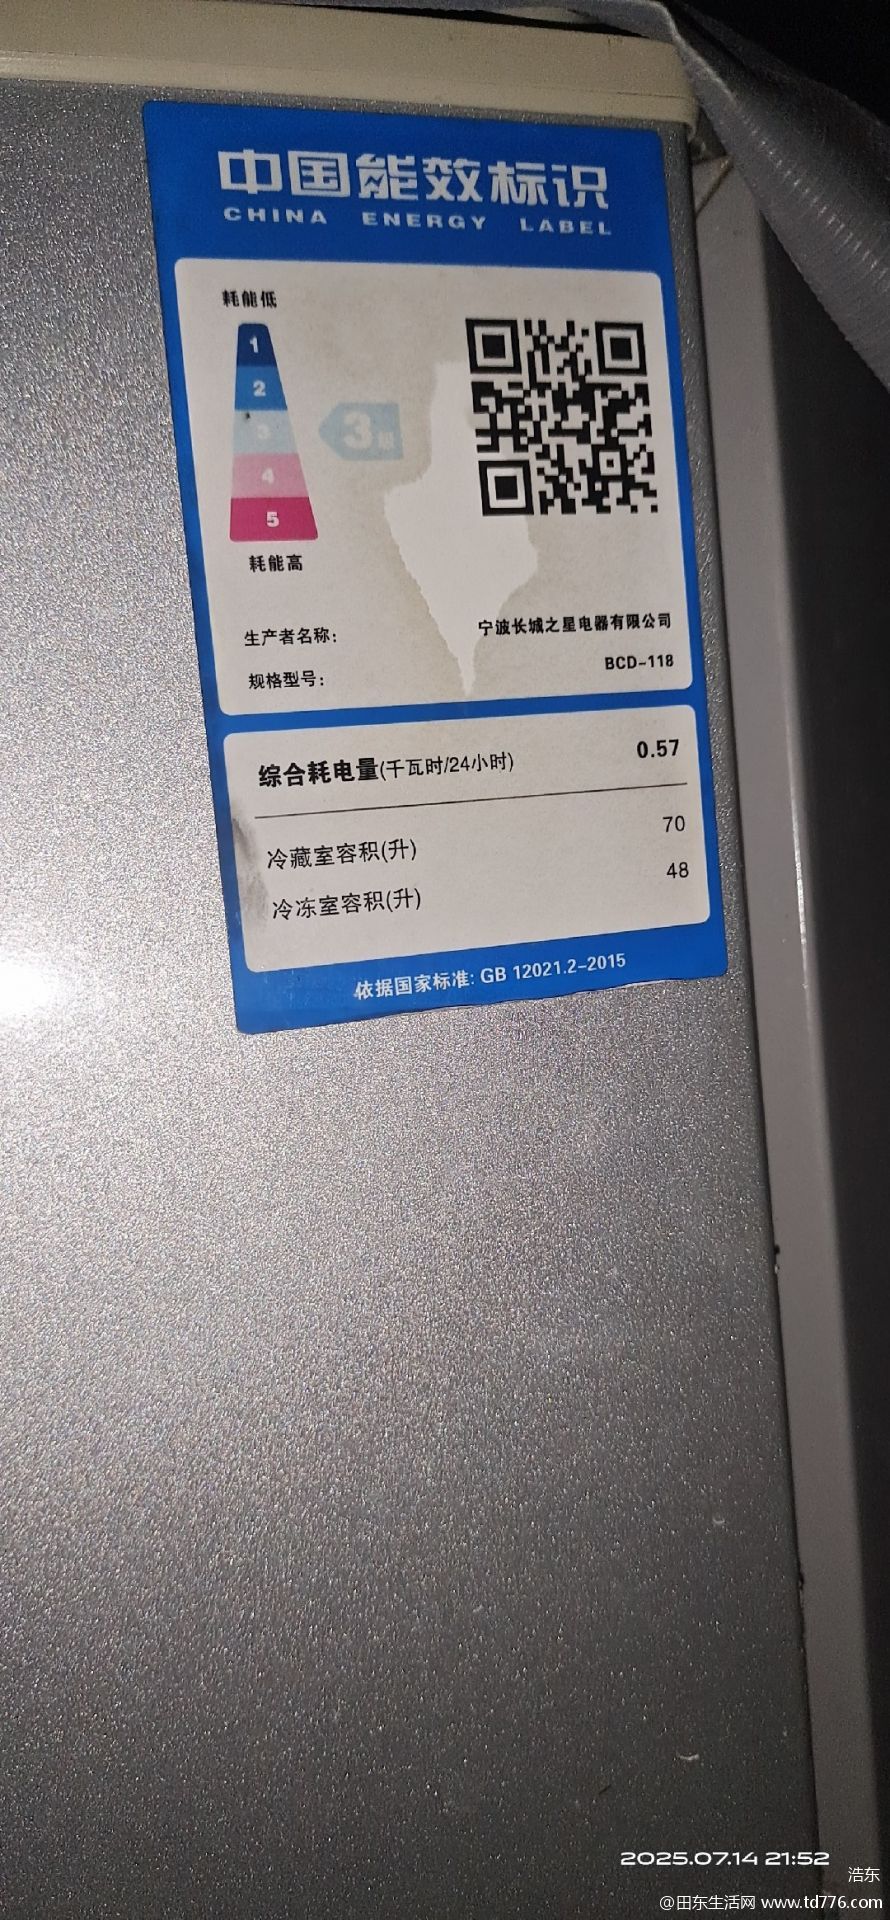 中国能效标识
CHINA ENERGY LABEL
耗能低
1
2
3
3级
4
5
耗能高
生产者名称: 宁波长城之星电器有限公司
规格型号: BCD-118
综合耗电量(千瓦时/24小时) 0.57
冷藏室容积(升) 70
冷冻室容积(升) 48
依据国家标准: GB 12021.2-2015
2025.07.14 21:52
浩东
@田东生活网 www.td776.com